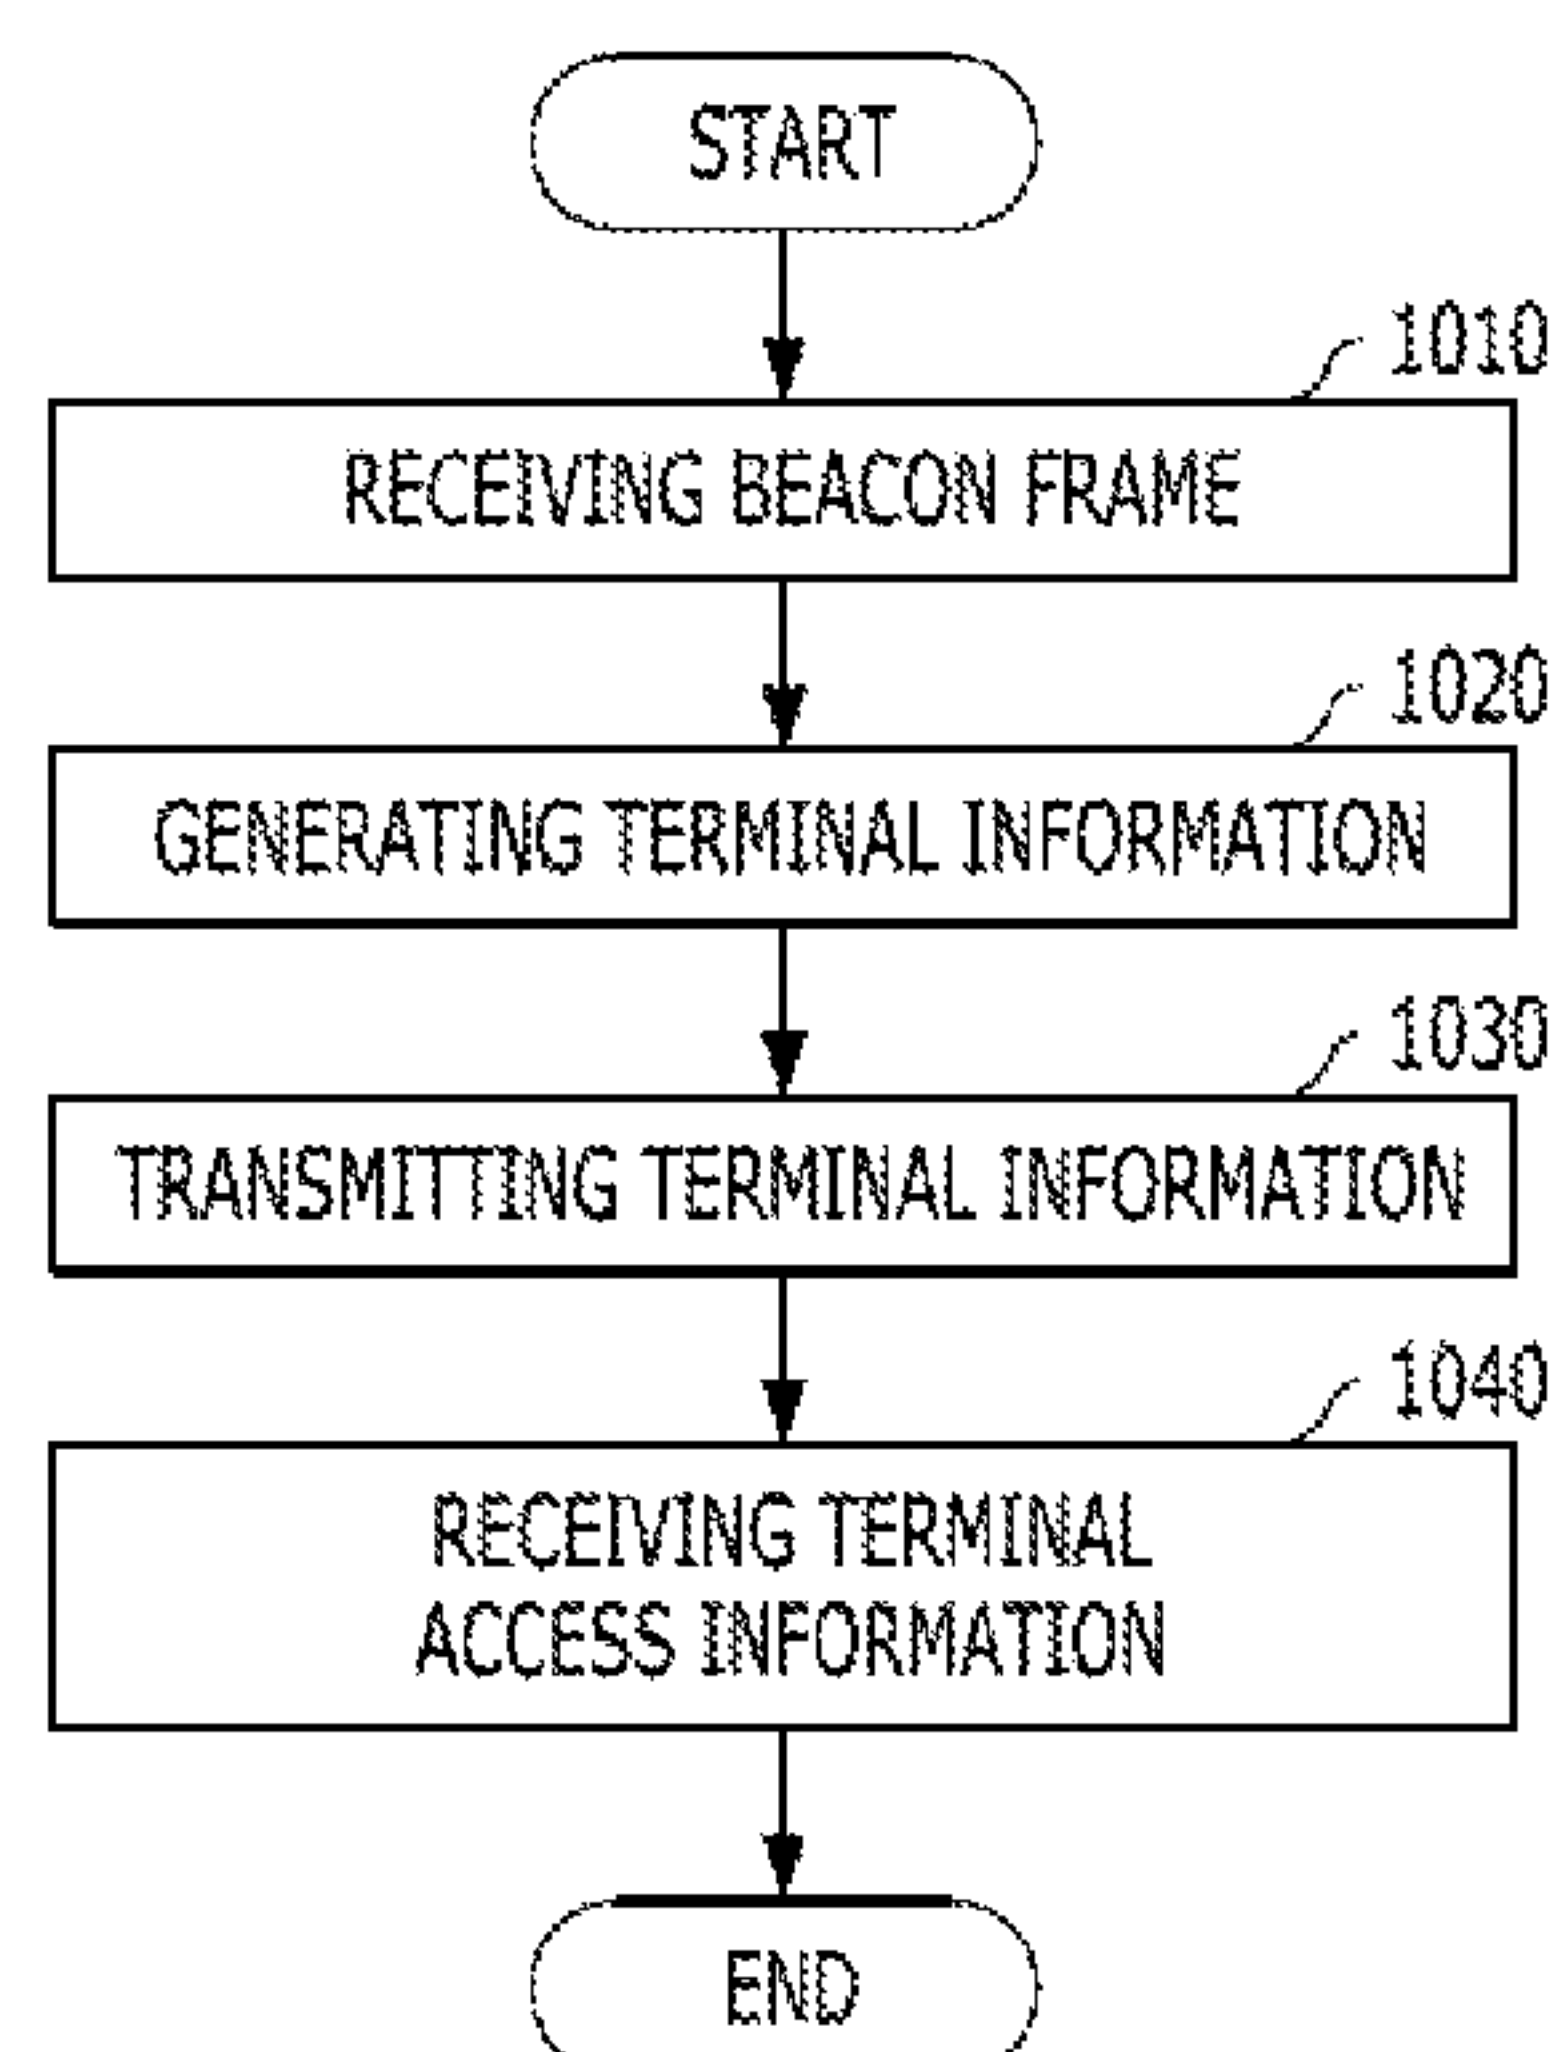 START
1010
RECEIVING BEACON FRAME
1020
GENERATING TERMINAL INFORMATION
1030
TRANSMITTING TERMINAL INFORMATION
1040
RECEIVING TERMINAL
ACCESS INFORMATION
END